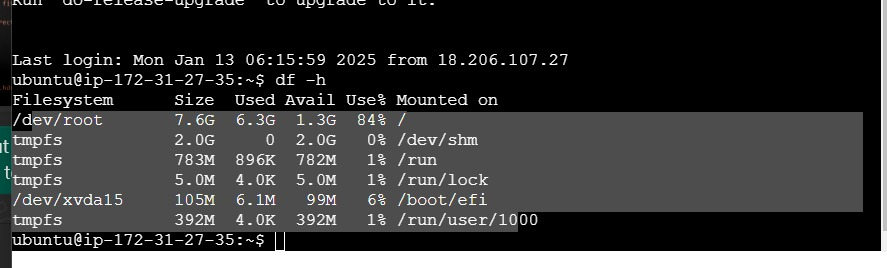 Run 'do-release-upgrade' to upgrade to it.
Last login: Mon Jan 13 06:15:59 2025 from 18.206.107.27
ubuntu@ip-172-31-27-35:~$ df -h
Filesystem      Size  Used Avail Use% Mounted on
/dev/root       7.6G  6.3G  1.3G  84% /
tmpfs           2.0G     0  2.0G   0% /dev/shm
tmpfs           783M  896K  782M   1% /run
tmpfs           5.0M  4.0K  5.0M   1% /run/lock
/dev/xvda15     105M  6.1M   99M   6% /boot/efi
tmpfs           392M  4.0K  392M   1% /run/user/1000
ubuntu@ip-172-31-27-35:~$